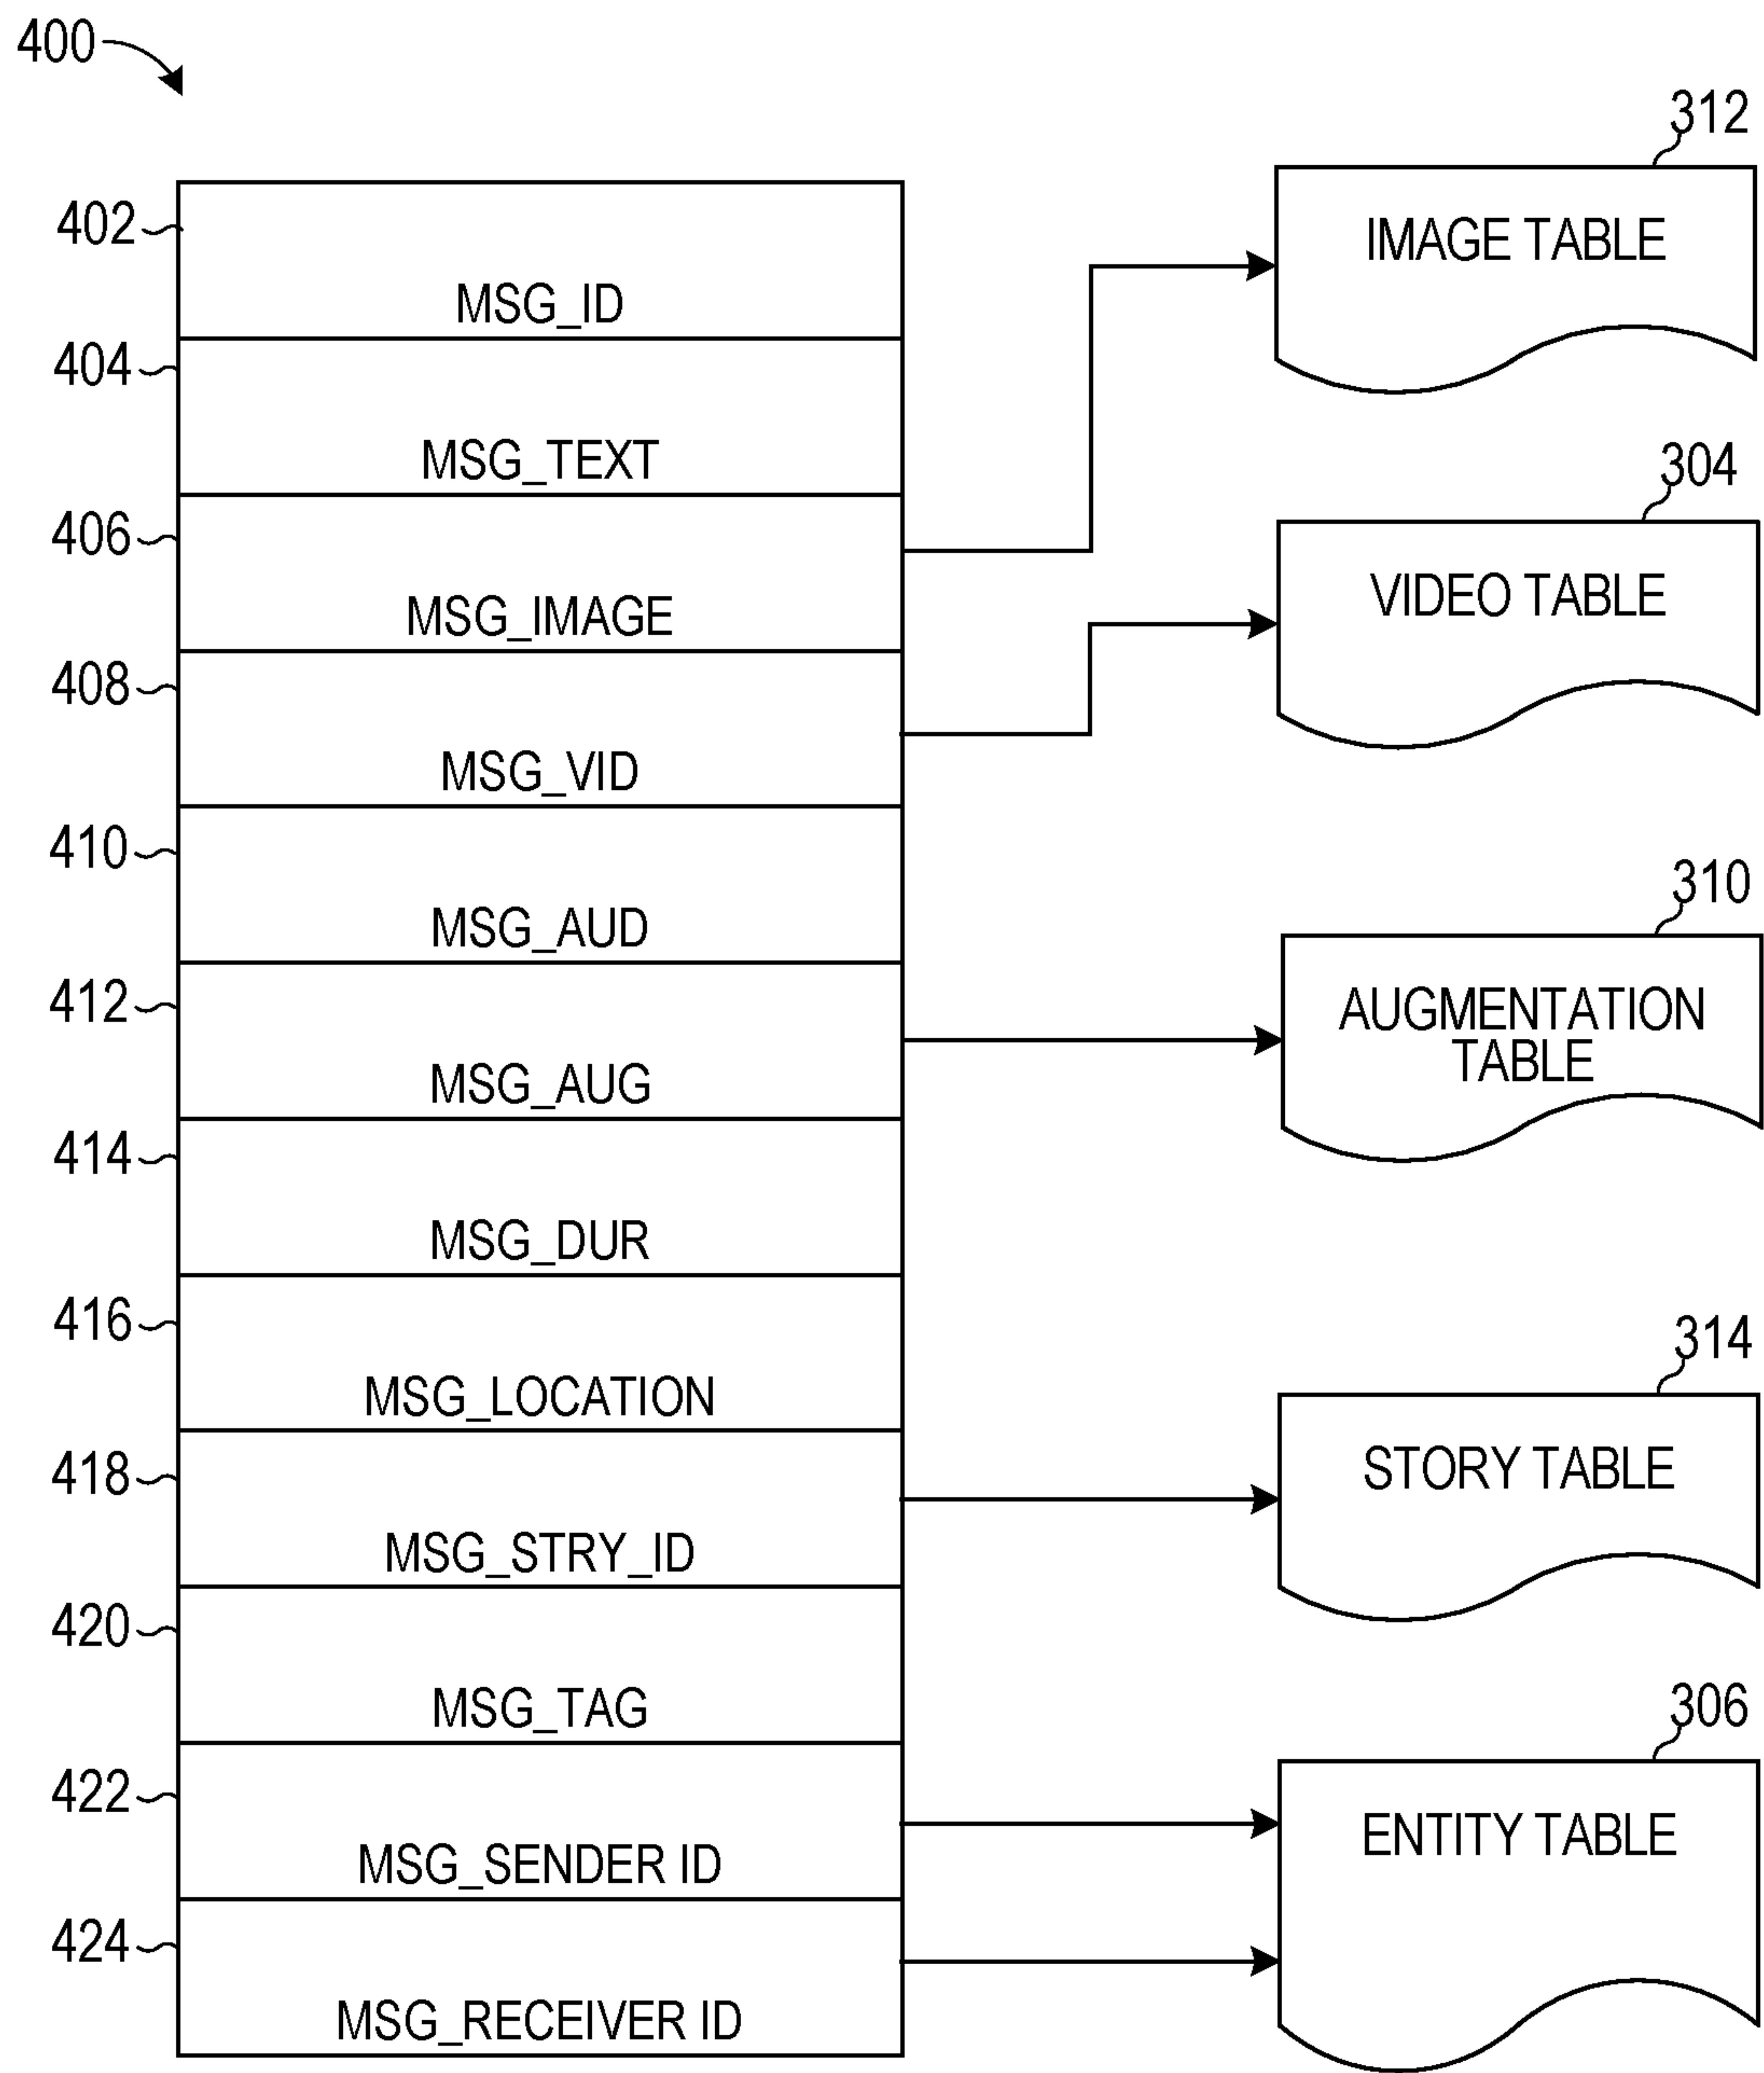 400
402
MSG_ID
404
MSG_TEXT
406
MSG_IMAGE
408
MSG_VID
410
MSG_AUD
412
MSG_AUG
414
MSG_DUR
416
MSG_LOCATION
418
MSG_STRY_ID
420
MSG_TAG
422
MSG_SENDER ID
424
MSG_RECEIVER ID
312
IMAGE TABLE
304
VIDEO TABLE
310
AUGMENTATION
TABLE
314
STORY TABLE
306
ENTITY TABLE